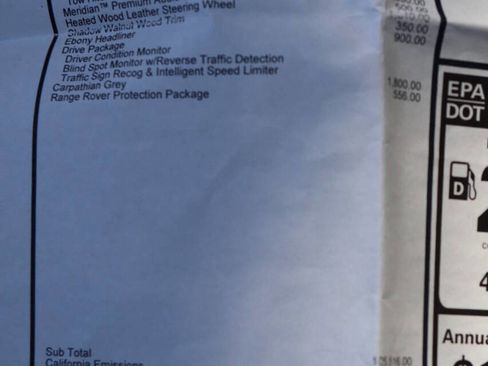 Meridian™ Premium
Heated Wood Leather Steering Wheel
Shadow Walnut Wood Trim
Ebony Headliner 350.00
Drive Package 900.00
Driver Condition Monitor
Blind Spot Monitor w/Reverse Traffic Detection
Traffic Sign Recog & Intelligent Speed Limiter
Carpathian Grey 1,800.00
Range Rover Protection Package 556.00
Sub Total
California Emissions
EPA
DOT
D
Annua